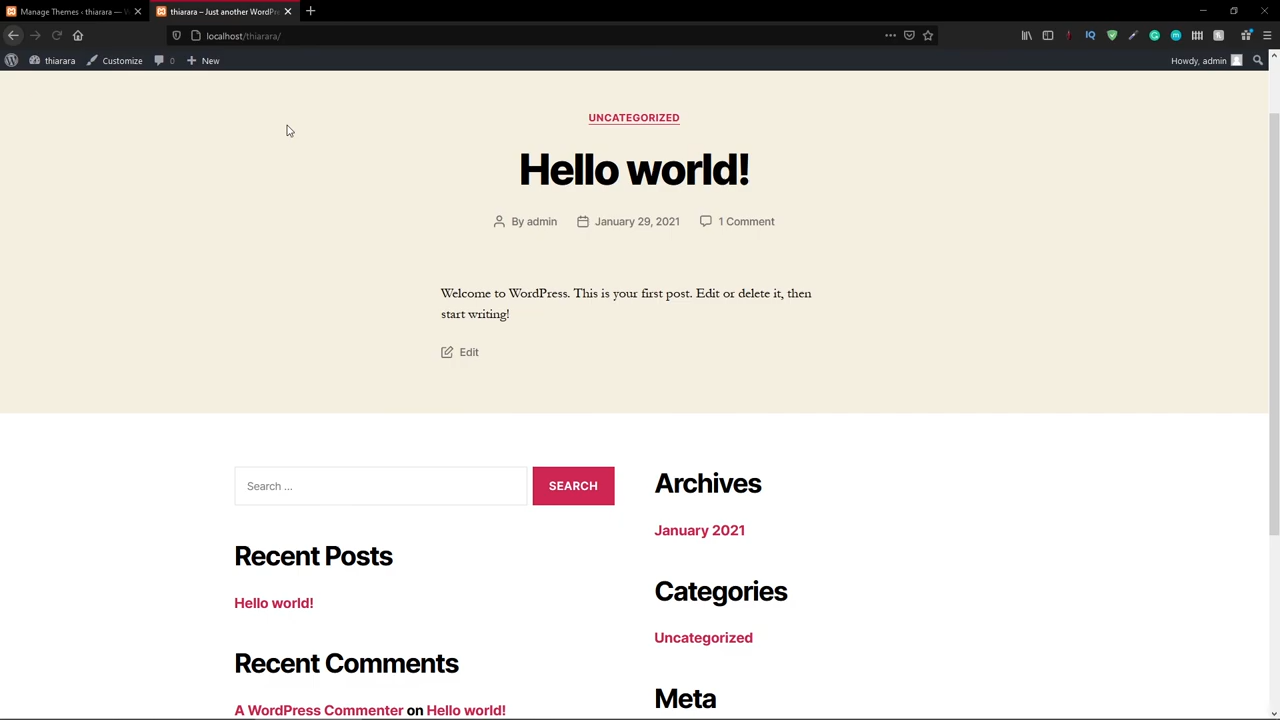 Manage Themes ‹ thiarara — W
thiarara – Just another WordPre
localhost/thiarara/
thiarara
Customize
0
New
Howdy, admin
UNCATEGORIZED
Hello world!
By admin
January 29, 2021
1 Comment
Welcome to WordPress. This is your first post. Edit or delete it, then
start writing!
Edit
Search ...
SEARCH
Recent Posts
Hello world!
Recent Comments
A WordPress Commenter on Hello world!
Archives
January 2021
Categories
Uncategorized
Meta